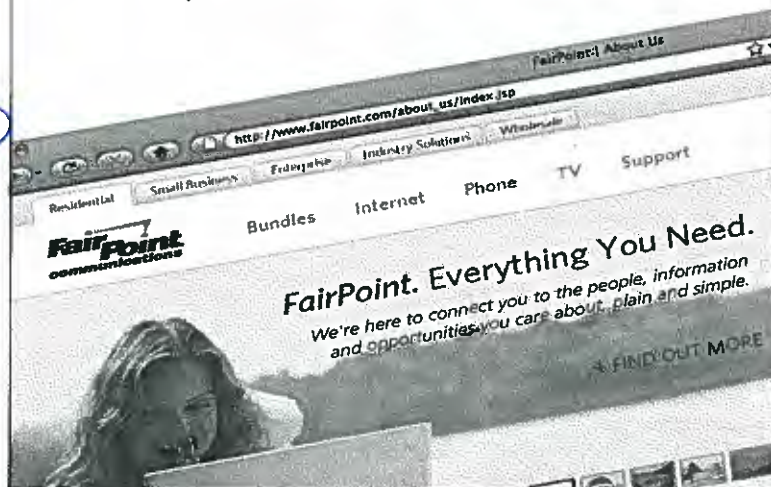 FairPoint: | About Us
http://www.fairpoint.com/about_us/index.jsp
Residential Small Business Enterprise Industry Solutions Wholesale
FairPoint
communications
Bundles Internet Phone TV Support
FairPoint. Everything You Need.
We're here to connect you to the people, information
and opportunities you care about, plain and simple.
FIND OUT MORE